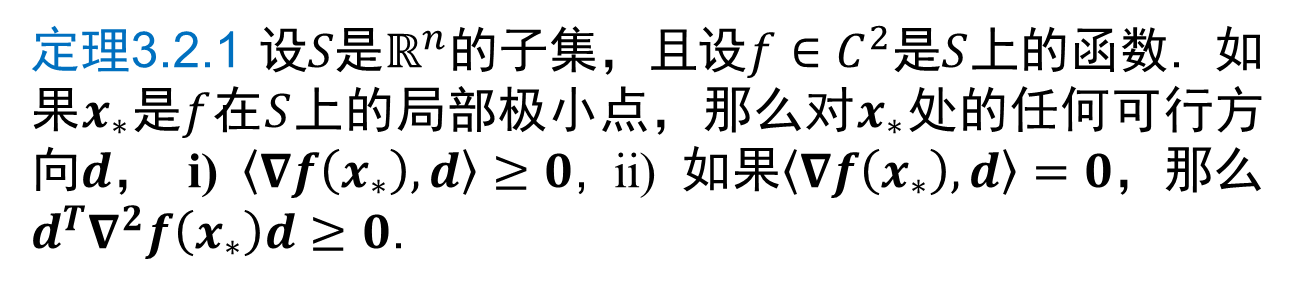 定理3.2.1 设𝑆是ℝⁿ的子集，且设𝑓 ∈ 𝐶²是𝑆上的函数. 如
果𝒙∗是𝑓在𝑆上的局部极小点，那么对𝒙∗处的任何可行方
向𝒅， i) ⟨𝛁𝒇(𝒙∗), 𝒅⟩ ≥ 𝟎, ii) 如果⟨𝛁𝒇(𝒙∗), 𝒅⟩ = 𝟎，那么
𝒅ᵀ𝛁²𝒇(𝒙∗)𝒅 ≥ 𝟎.